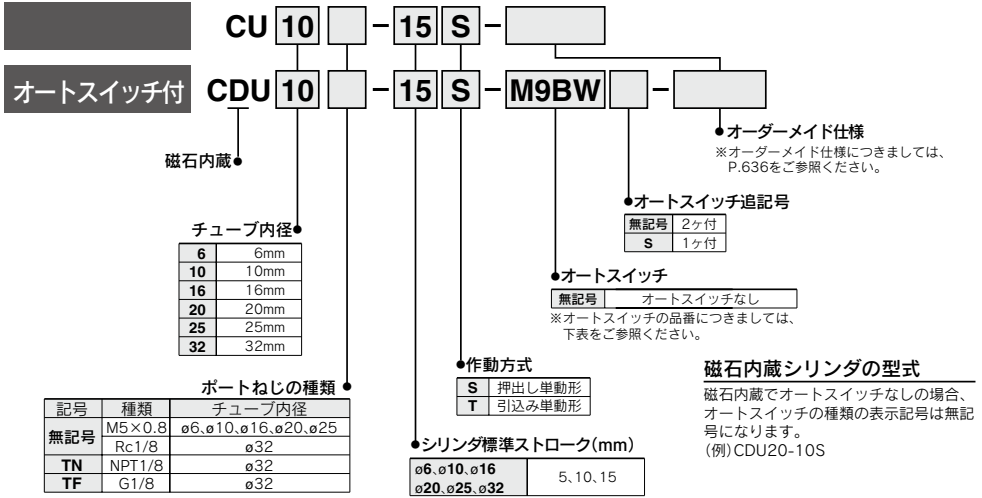 CU 10 - 15 S -
オートスイッチ付 CDU 10 - 15 S - M9BW -
磁石内蔵
オーダーメイド仕様
※オーダーメイド仕様につきましては、
P.636をご参照ください。
オートスイッチ追記号
無記号 2ヶ付
S 1ヶ付
チューブ内径
6 6mm
10 10mm
16 16mm
20 20mm
25 25mm
32 32mm
オートスイッチ
無記号 オートスイッチなし
※オートスイッチの品番につきましては、
下表をご参照ください。
作動方式
S 押出し単動形
T 引込み単動形
磁石内蔵シリンダの型式
磁石内蔵でオートスイッチなしの場合、
オートスイッチの種類の表示記号は無記
号になります。
(例)CDU20-10S
ポートねじの種類
記号 種類 チューブ内径
無記号 M5×0.8 ø6、ø10、ø16、ø20、ø25
Rc1/8 ø32
TN NPT1/8 ø32
TF G1/8 ø32
シリンダ標準ストローク(mm)
ø6、ø10、ø16
ø20、ø25、ø32 5、10、15